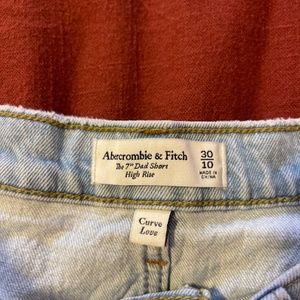 Abercrombie & Fitch
The 7" Dad Short
High Rise
30
10
MADE IN
CHINA
Curve
Love